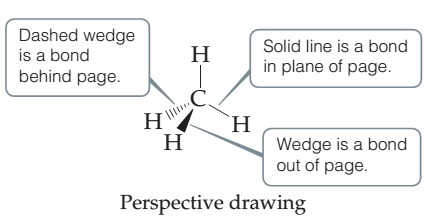 Dashed wedge
is a bond
behind page.
H
Solid line is a bond
in plane of page.
C
H
H
H
Wedge is a bond
out of page.
Perspective drawing